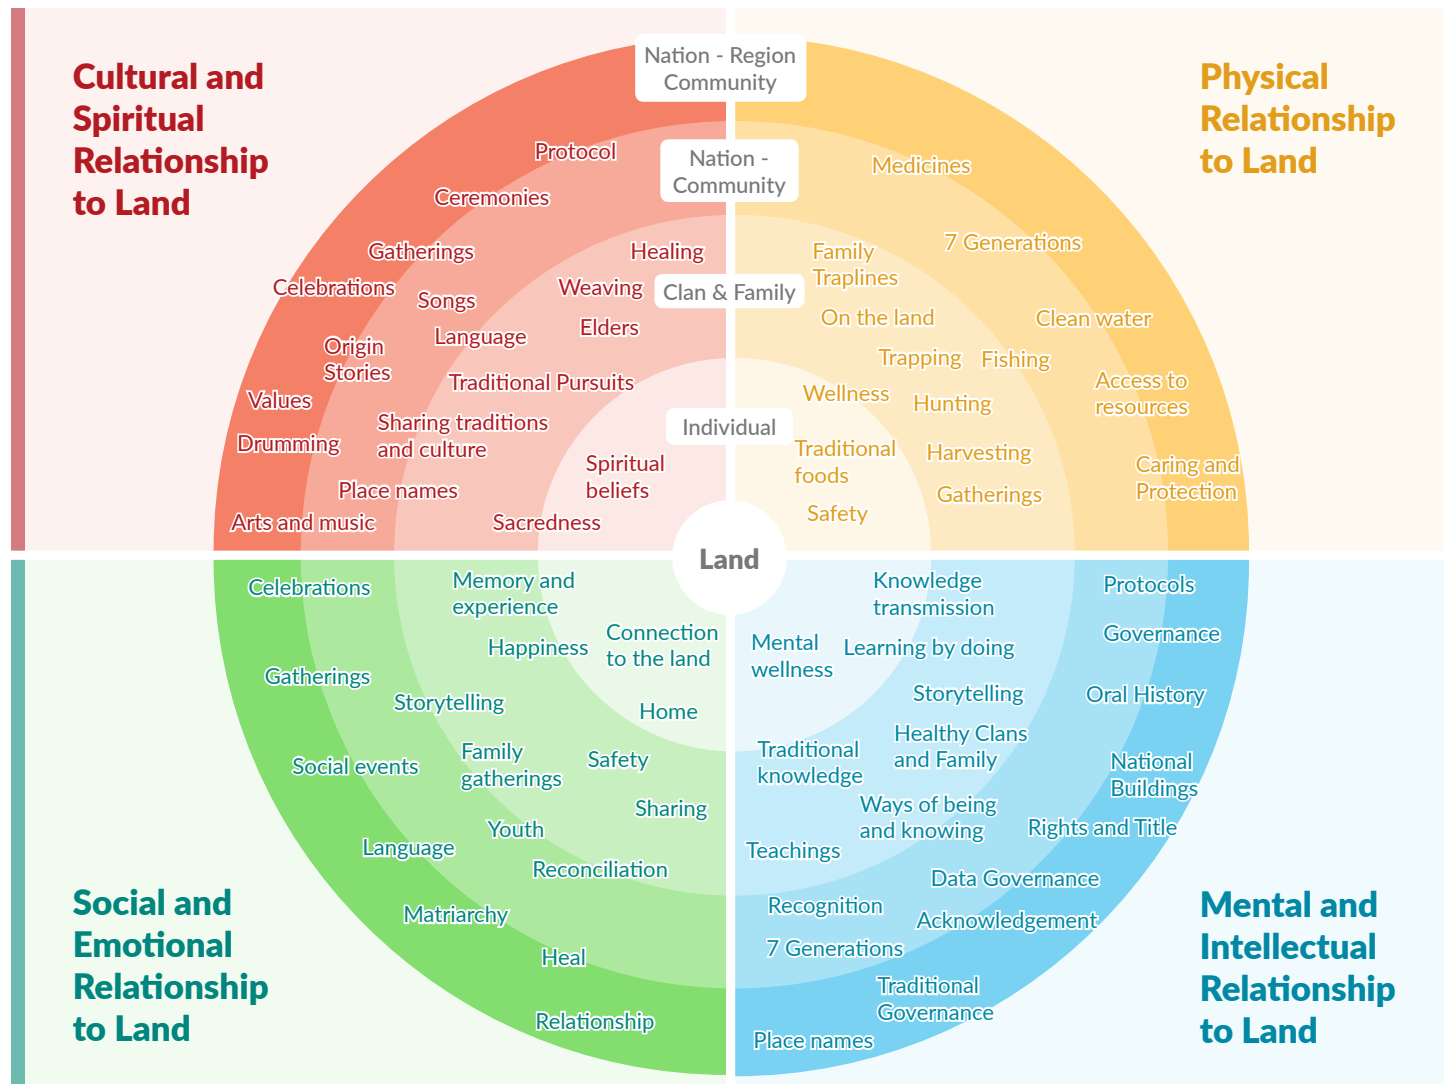 Cultural and
Spiritual
Relationship
to Land
Physical
Relationship
to Land
Nation - Region
Community
Nation -
Community
Clan & Family
Individual
Land
Protocol
Ceremonies
Gatherings
Healing
Celebrations
Songs
Weaving
Language
Elders
Origin
Stories
Traditional Pursuits
Values
Sharing traditions
and culture
Drumming
Spiritual
beliefs
Place names
Arts and music
Sacredness
Medicines
7 Generations
Family
Traplines
On the land
Clean water
Trapping
Fishing
Wellness
Hunting
Access to
resources
Traditional
foods
Harvesting
Caring and
Protection
Gatherings
Safety
Celebrations
Memory and
experience
Happiness
Connection
to the land
Gatherings
Storytelling
Home
Social events
Family
gatherings
Safety
Sharing
Youth
Language
Reconciliation
Matriarchy
Heal
Relationship
Knowledge
transmission
Protocols
Mental
wellness
Learning by doing
Governance
Storytelling
Oral History
Traditional
knowledge
Healthy Clans
and Family
National
Buildings
Ways of being
and knowing
Rights and Title
Teachings
Data Governance
Recognition
Acknowledgement
7 Generations
Traditional
Governance
Place names
Social and
Emotional
Relationship
to Land
Mental and
Intellectual
Relationship
to Land